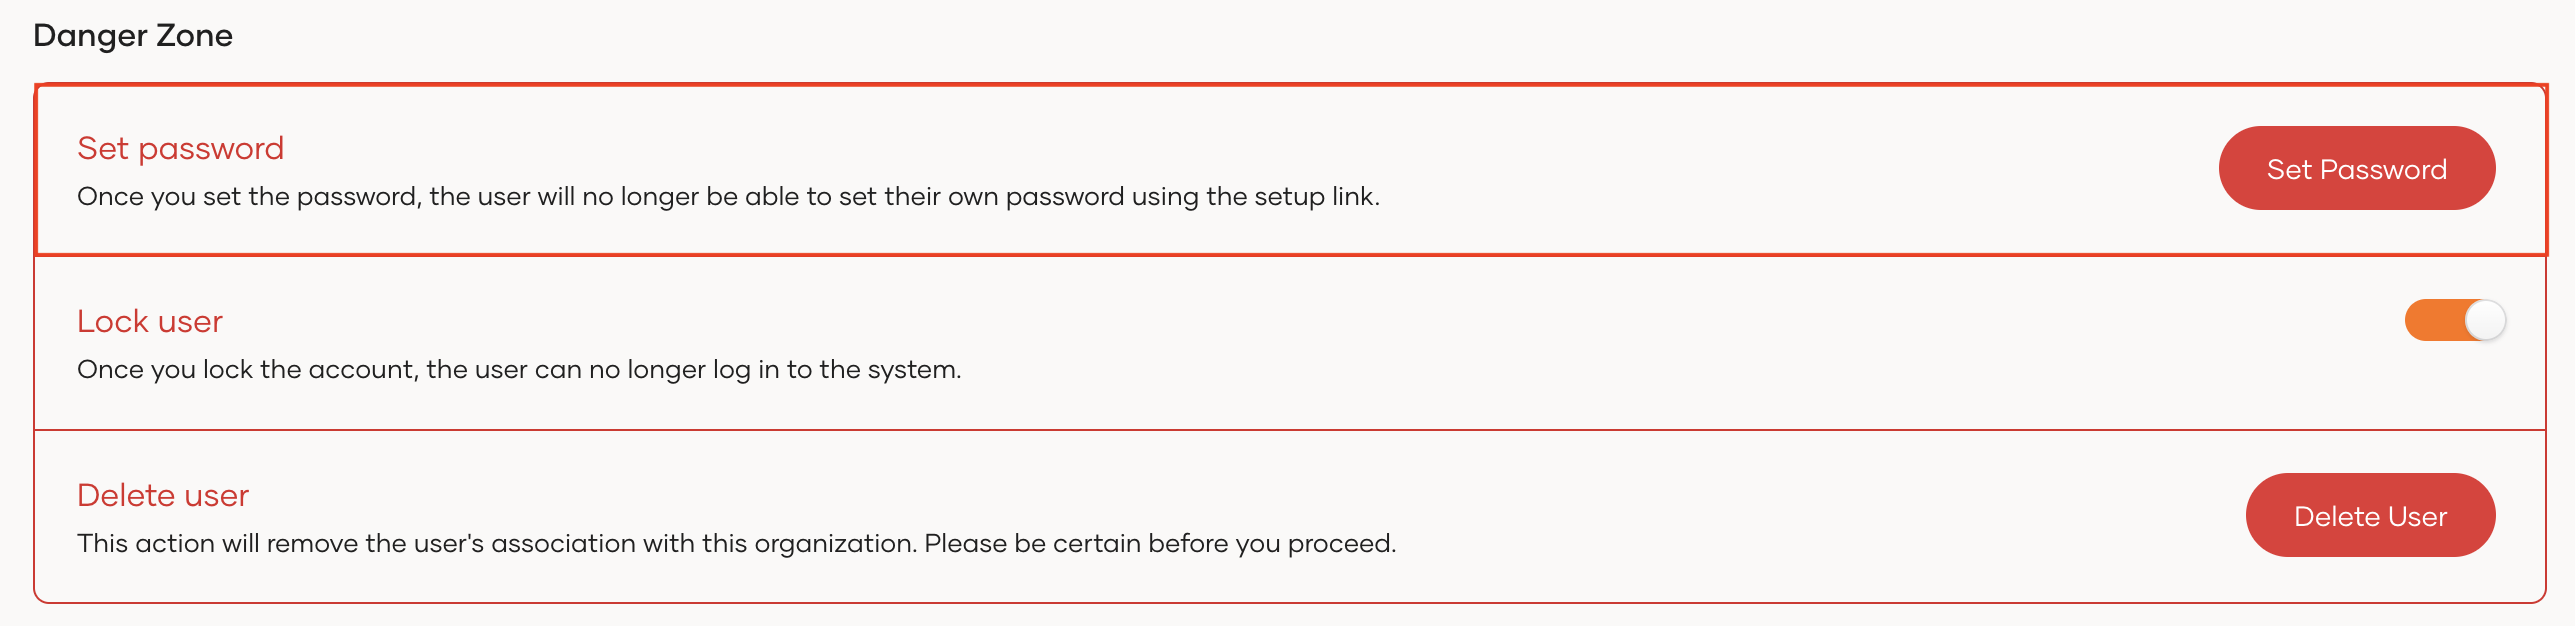 Danger Zone
Set password
Once you set the password, the user will no longer be able to set their own password using the setup link.
Set Password
Lock user
Once you lock the account, the user can no longer log in to the system.
Delete user
This action will remove the user's association with this organization. Please be certain before you proceed.
Delete User